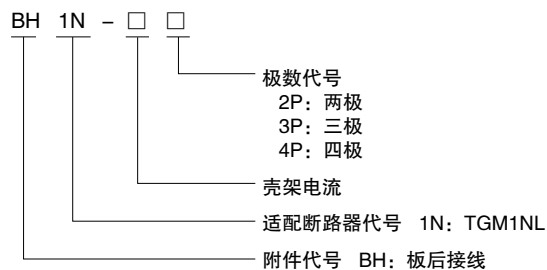 BH 1N – □ □
极数代号
2P：两极
3P：三极
4P：四极
壳架电流
适配断路器代号 1N：TGM1NL
附件代号 BH：板后接线